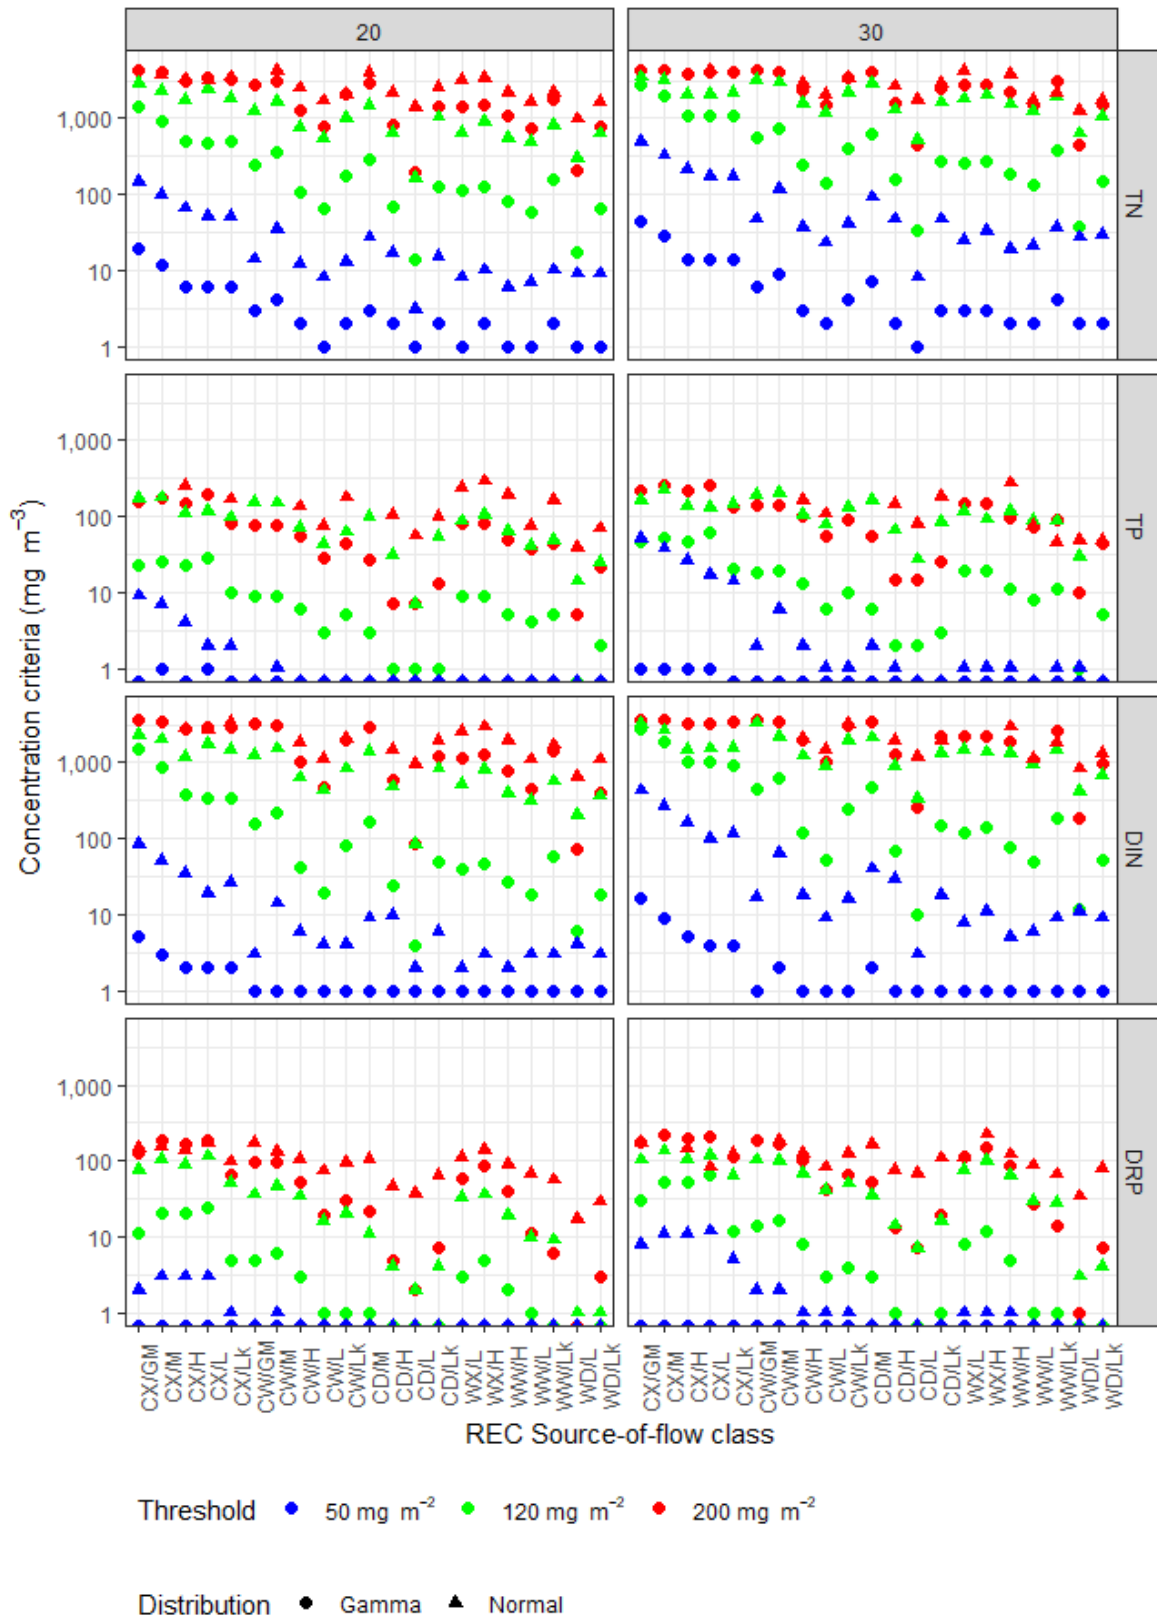 20
30
1,000
100
10
1
TN
1,000
100
10
1
TP
1,000
100
10
1
DIN
1,000
100
10
1
DRP
Concentration criteria (mg m⁻³)
CX/GM
CX/M
CX/H
CX/L
CX/Lk
CW/GM
CW/M
CW/H
CW/L
CW/Lk
CD/M
CD/H
CD/L
CD/Lk
WX/L
WX/H
WW/H
WW/L
WW/Lk
WD/L
WD/Lk
CX/GM
CX/M
CX/H
CX/L
CX/Lk
CW/GM
CW/M
CW/H
CW/L
CW/Lk
CD/M
CD/H
CD/L
CD/Lk
WX/L
WX/H
WW/H
WW/L
WW/Lk
WD/L
WD/Lk
REC Source-of-flow class
Threshold 50 mg m⁻² 120 mg m⁻² 200 mg m⁻²
Distribution Gamma Normal